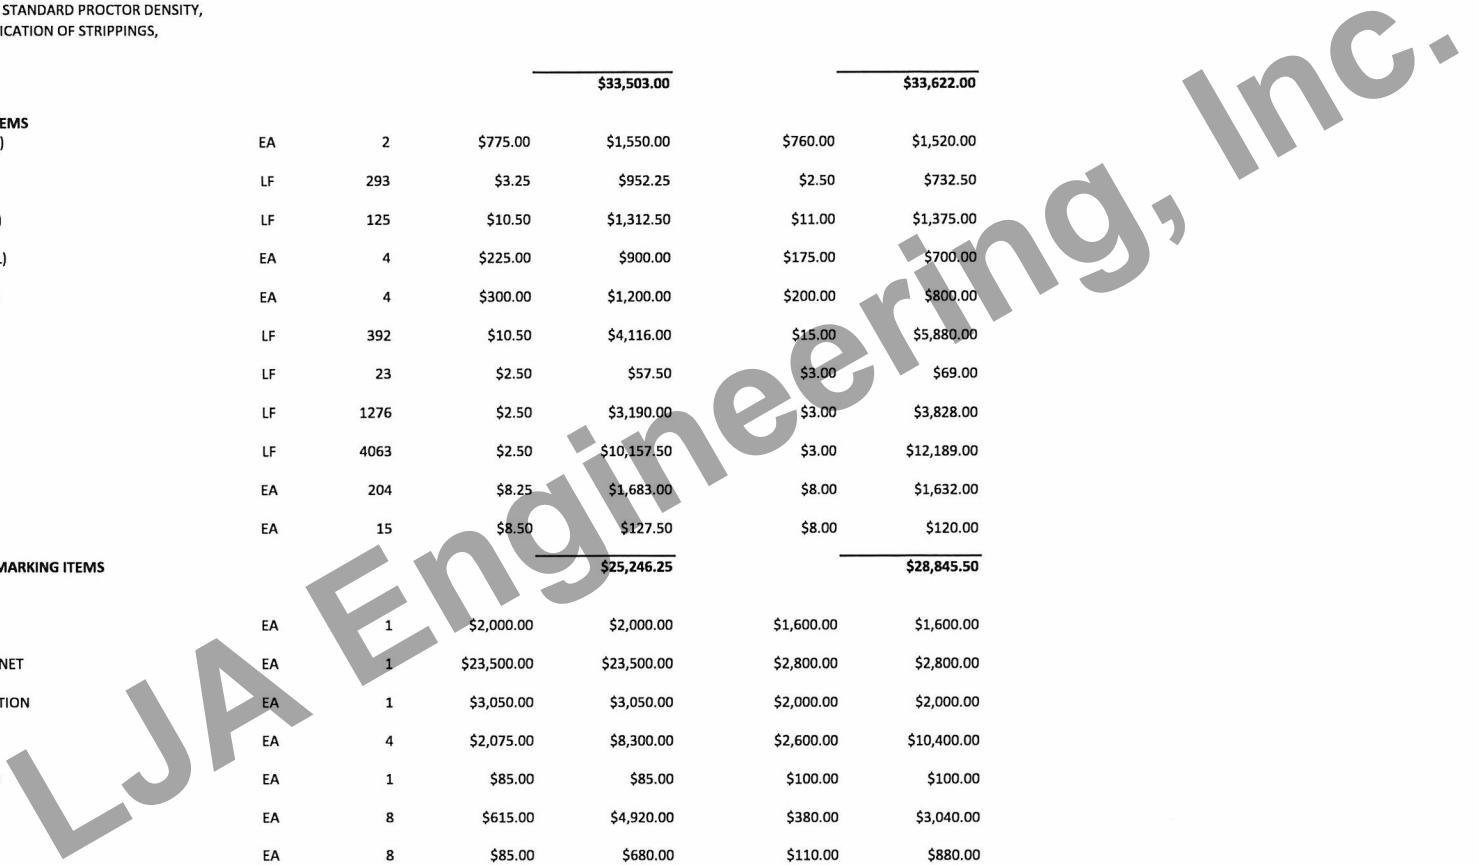 STANDARD PROCTOR DENSITY,
ICATION OF STRIPPINGS,
$33,503.00 $33,622.00
EMS
) EA 2 $775.00 $1,550.00 $760.00 $1,520.00
LF 293 $3.25 $952.25 $2.50 $732.50
) LF 125 $10.50 $1,312.50 $11.00 $1,375.00
.) EA 4 $225.00 $900.00 $175.00 $700.00
EA 4 $300.00 $1,200.00 $200.00 $800.00
LF 392 $10.50 $4,116.00 $15.00 $5,880.00
LF 23 $2.50 $57.50 $3.00 $69.00
LF 1276 $2.50 $3,190.00 $3.00 $3,828.00
LF 4063 $2.50 $10,157.50 $3.00 $12,189.00
EA 204 $8.25 $1,683.00 $8.00 $1,632.00
EA 15 $8.50 $127.50 $8.00 $120.00
MARKING ITEMS $25,246.25 $28,845.50
EA 1 $2,000.00 $2,000.00 $1,600.00 $1,600.00
NET EA 1 $23,500.00 $23,500.00 $2,800.00 $2,800.00
TION EA 1 $3,050.00 $3,050.00 $2,000.00 $2,000.00
EA 4 $2,075.00 $8,300.00 $2,600.00 $10,400.00
EA 1 $85.00 $85.00 $100.00 $100.00
EA 8 $615.00 $4,920.00 $380.00 $3,040.00
EA 8 $85.00 $680.00 $110.00 $880.00
LJA Engineering, Inc.